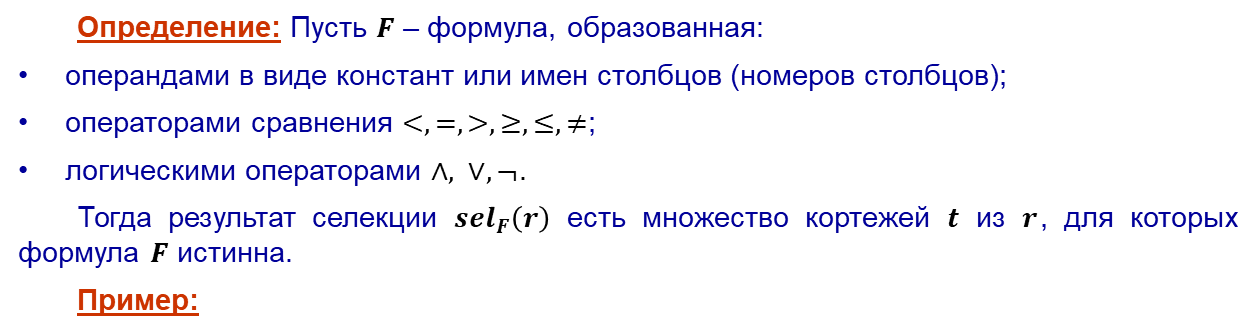 Определение: Пусть F – формула, образованная:
• операндами в виде констант или имен столбцов (номеров столбцов);
• операторами сравнения <, =, >, ≥, ≤, ≠;
• логическими операторами ∧, ∨, ¬.
Тогда результат селекции sel_F(r) есть множество кортежей t из r, для которых
формула F истинна.
Пример: